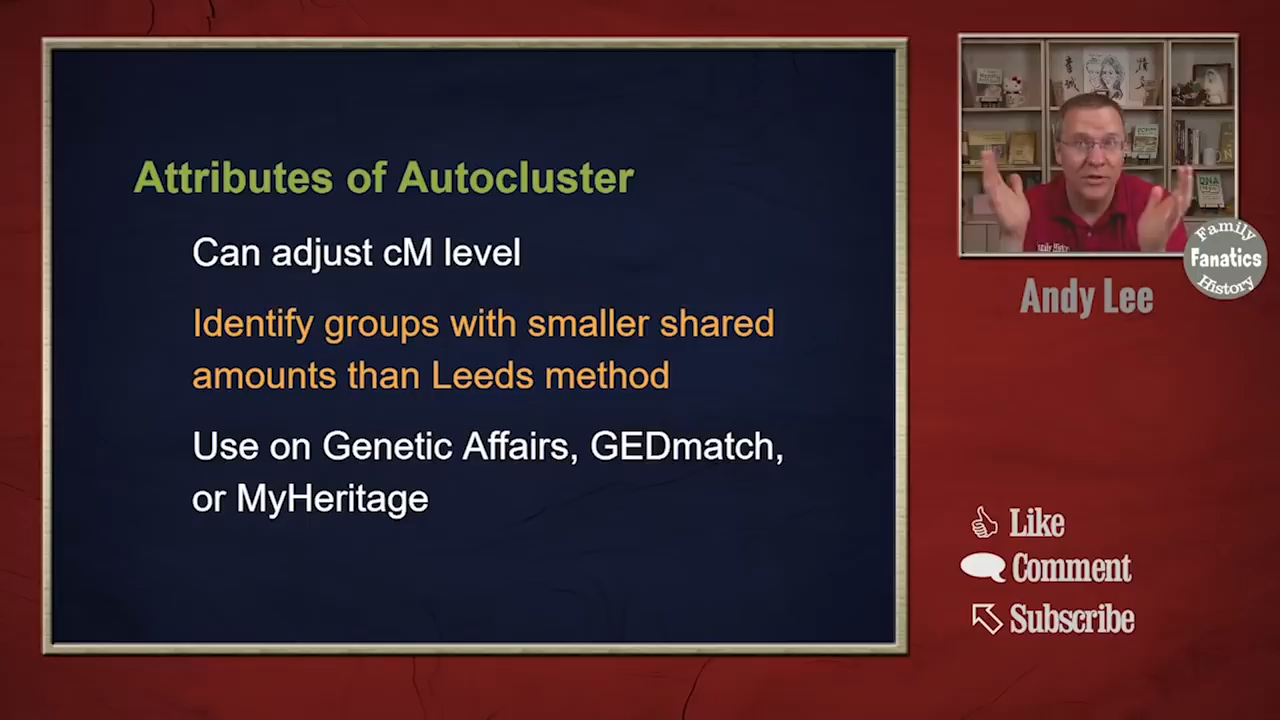 Attributes of Autocluster
Can adjust cM level
Identify groups with smaller shared
amounts than Leeds method
Use on Genetic Affairs, GEDmatch,
or MyHeritage
Family
Fanatics
History
Andy Lee
Like
Comment
Subscribe
DNA